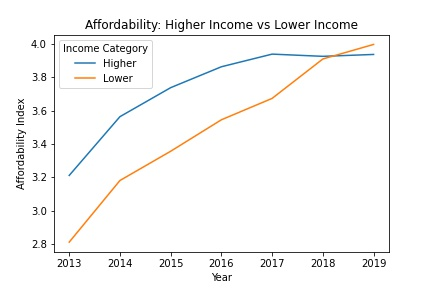 Affordability: Higher Income vs Lower Income
Income Category
Higher
Lower
4.0
3.8
3.6
3.4
3.2
3.0
2.8
Affordability Index
2013 2014 2015 2016 2017 2018 2019
Year